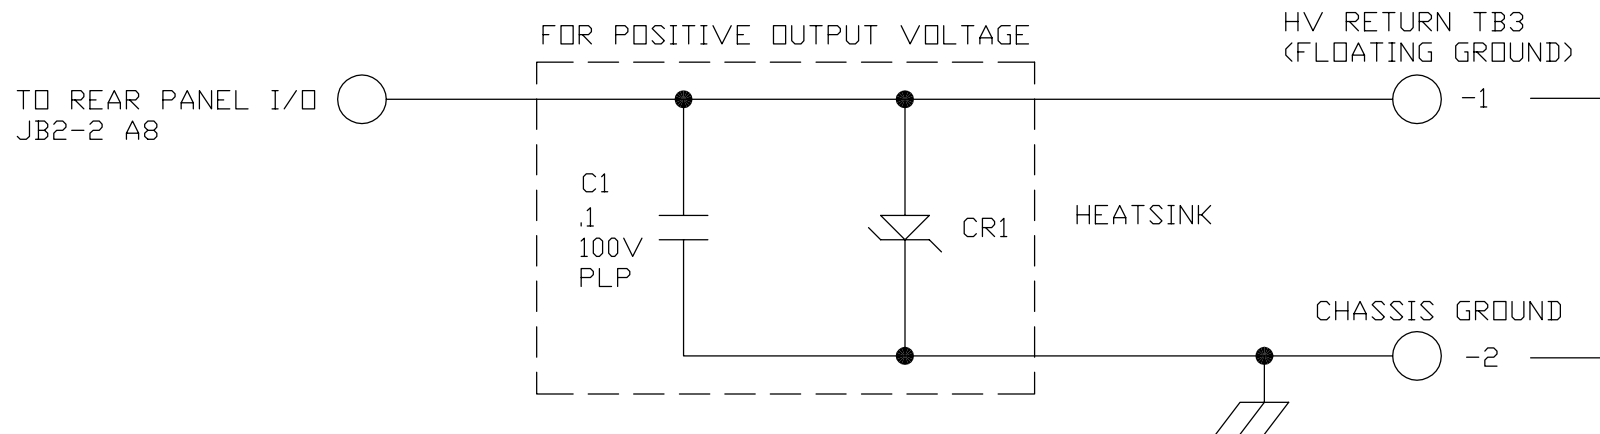 FOR POSITIVE OUTPUT VOLTAGE
HV RETURN TB3
(FLOATING GROUND)
TO REAR PANEL I/O
JB2-2 A8
-1
C1
.1
100V
PLP
CR1
HEATSINK
CHASSIS GROUND
-2